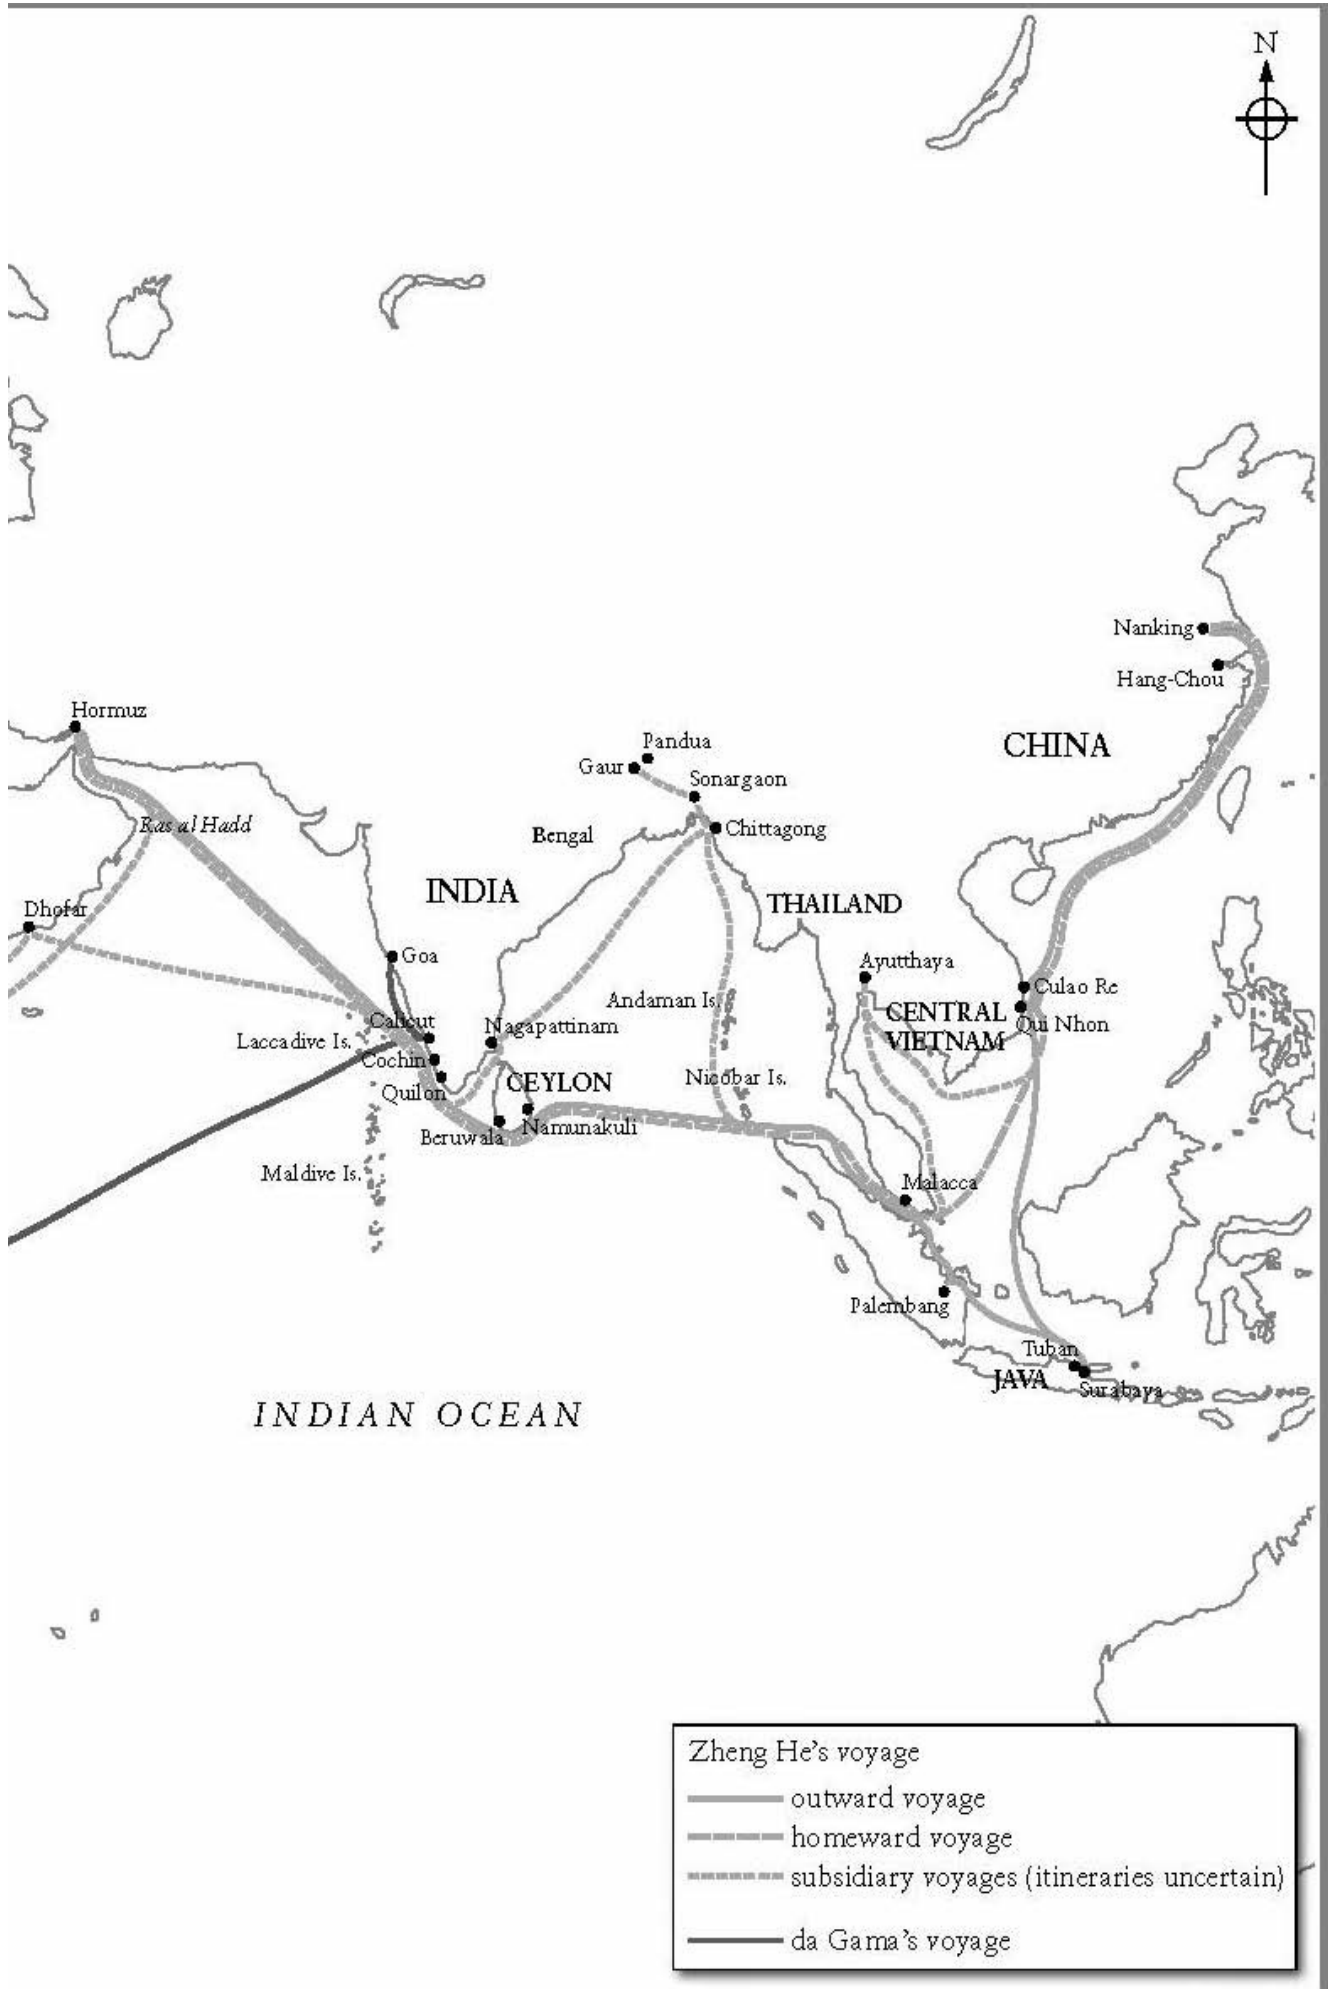 N
Nanking
Hang-Chou
Hormuz
CHINA
Pandua
Gaur
Sonargaon
Ras al Hadd
Bengal
Chittagong
INDIA
THAILAND
Dhofar
Goa
Ayutthaya
Culao Re
Andaman Is.
CENTRAL
VIETNAM
Qui Nhon
Calicut
Nagapattinam
Laccadive Is.
Cochin
Quilon
CEYLON
Nicobar Is.
Beruwala
Namunakuli
Maldive Is.
Malacca
Palembang
Tuban
JAVA
Surabaya
INDIAN OCEAN
Zheng He's voyage
outward voyage
homeward voyage
subsidiary voyages (itineraries uncertain)
da Gama's voyage